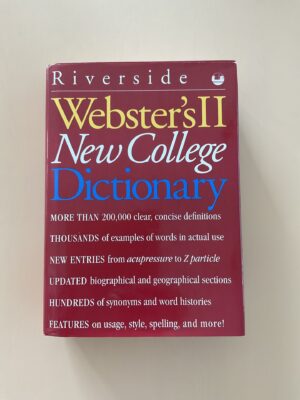 Riverside
Webster's II
New College
Dictionary
MORE THAN 200,000 clear, concise definitions
THOUSANDS of examples of words in actual use
NEW ENTRIES from acupressure to Z particle
UPDATED biographical and geographical sections
HUNDREDS of synonyms and word histories
FEATURES on usage, style, spelling, and more!